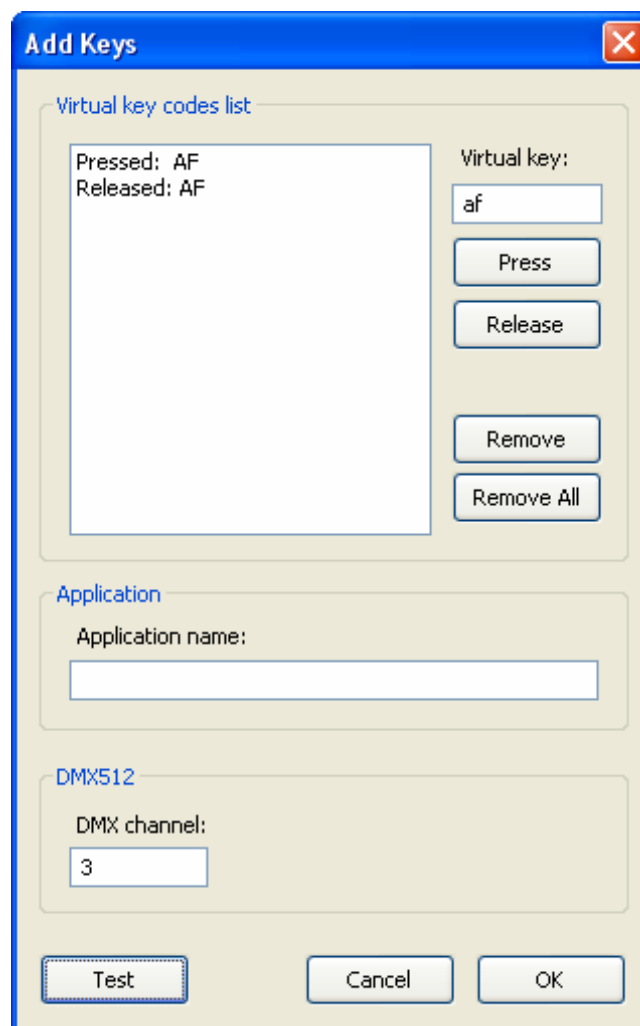 Add Keys
Virtual key codes list
Pressed:  AF
Released: AF
Virtual key:
af
Press
Release
Remove
Remove All
Application
Application name:
DMX512
DMX channel:
3
Test
Cancel
OK